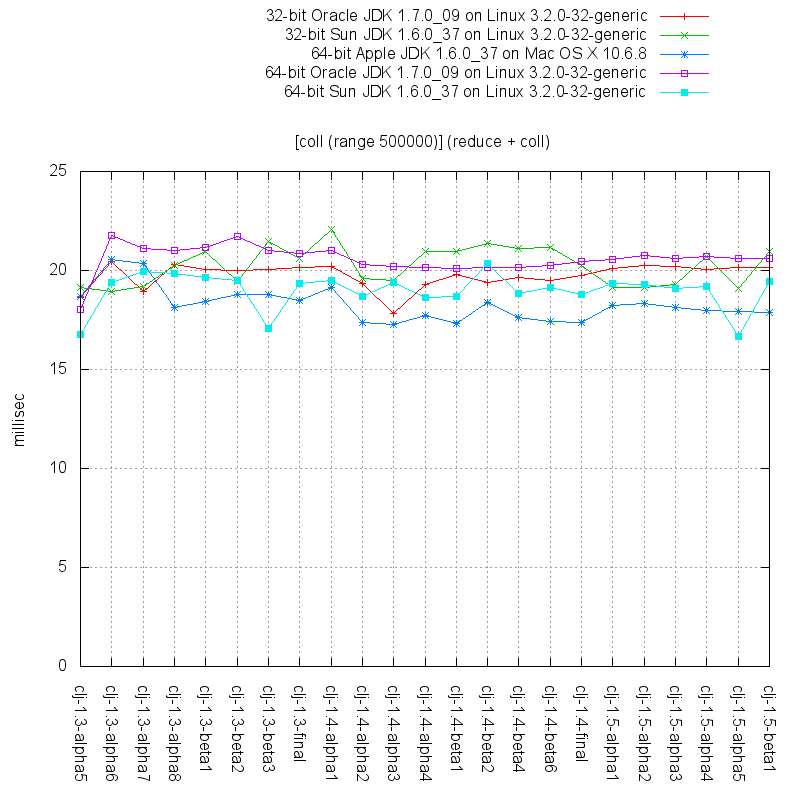 32-bit Oracle JDK 1.7.0_09 on Linux 3.2.0-32-generic
32-bit Sun JDK 1.6.0_37 on Linux 3.2.0-32-generic
64-bit Apple JDK 1.6.0_37 on Mac OS X 10.6.8
64-bit Oracle JDK 1.7.0_09 on Linux 3.2.0-32-generic
64-bit Sun JDK 1.6.0_37 on Linux 3.2.0-32-generic
[coll (range 500000)] (reduce + coll)
25
20
15
10
5
0
millisec
clj-1.3-alpha5
clj-1.3-alpha6
clj-1.3-alpha7
clj-1.3-alpha8
clj-1.3-beta1
clj-1.3-beta2
clj-1.3-beta3
clj-1.3-final
clj-1.4-alpha1
clj-1.4-alpha2
clj-1.4-alpha3
clj-1.4-alpha4
clj-1.4-beta1
clj-1.4-beta2
clj-1.4-beta4
clj-1.4-beta6
clj-1.4-final
clj-1.5-alpha1
clj-1.5-alpha2
clj-1.5-alpha3
clj-1.5-alpha4
clj-1.5-alpha5
clj-1.5-beta1